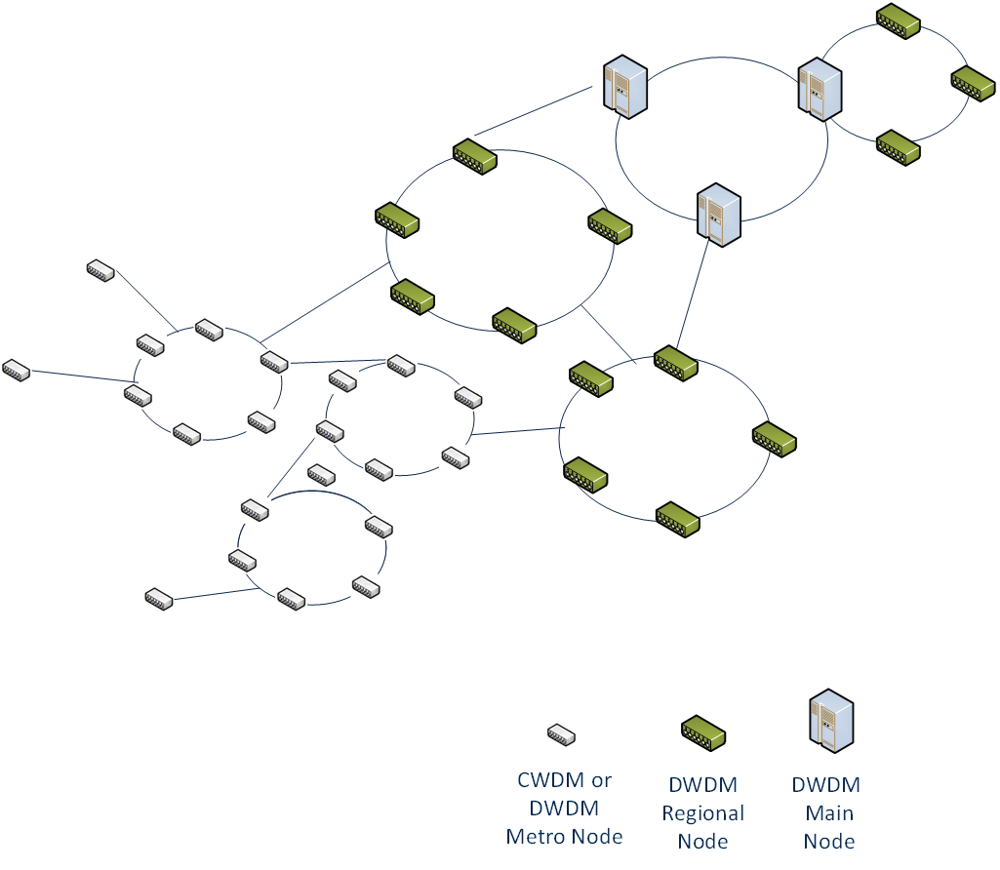 CWDM or
DWDM
Metro Node
DWDM
Regional
Node
DWDM
Main
Node